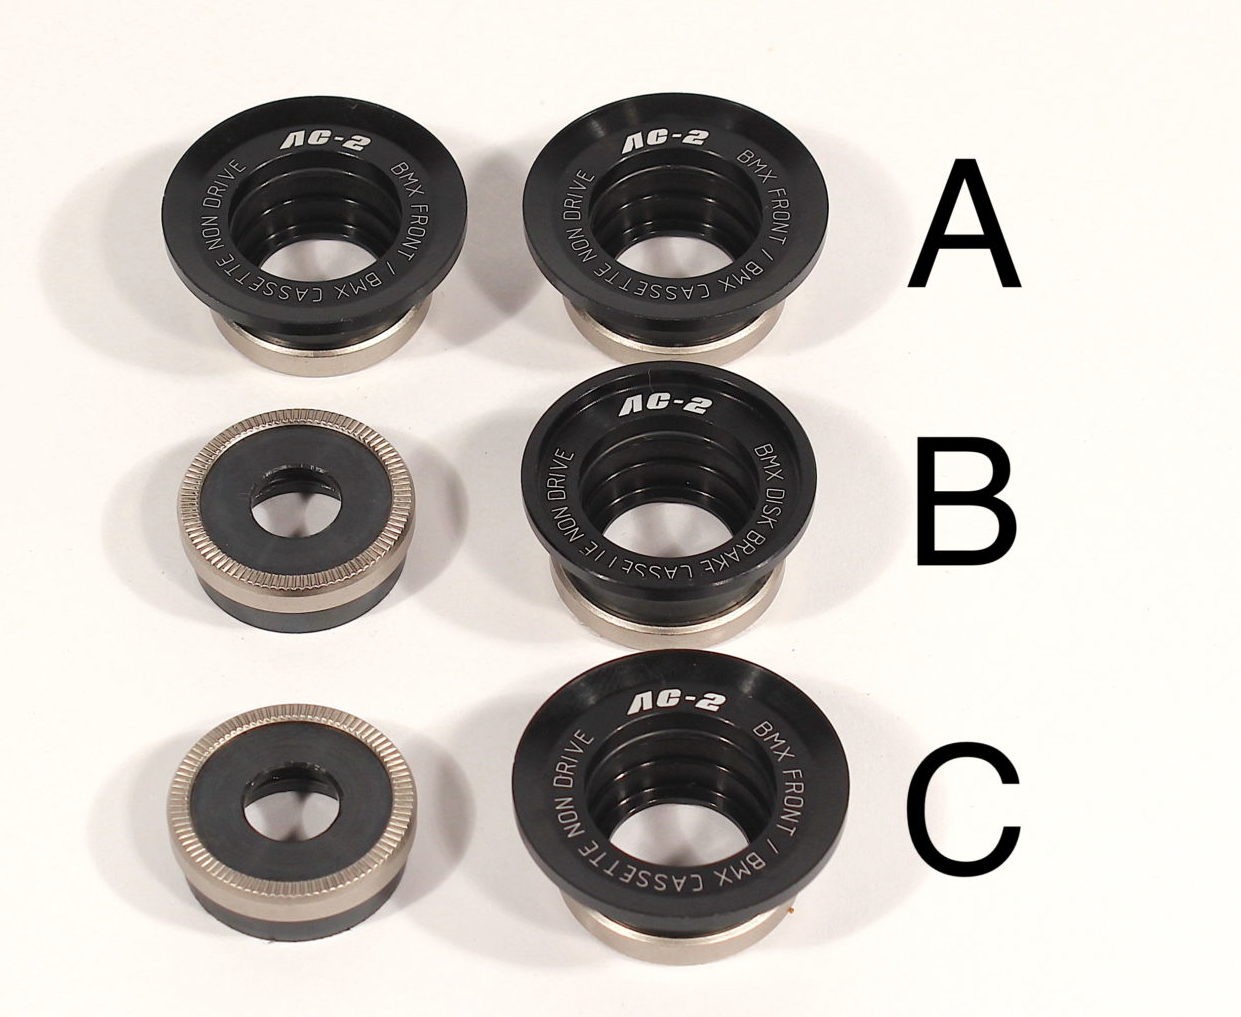 AC-2
BMX FRONT / BMX CASSETTE NON DRIVE
AC-2
BMX FRONT / BMX CASSETTE NON DRIVE
A
AC-2
BMX DISK BRAKE CASSETTE NON DRIVE
B
AC-2
BMX FRONT / BMX CASSETTE NON DRIVE
C